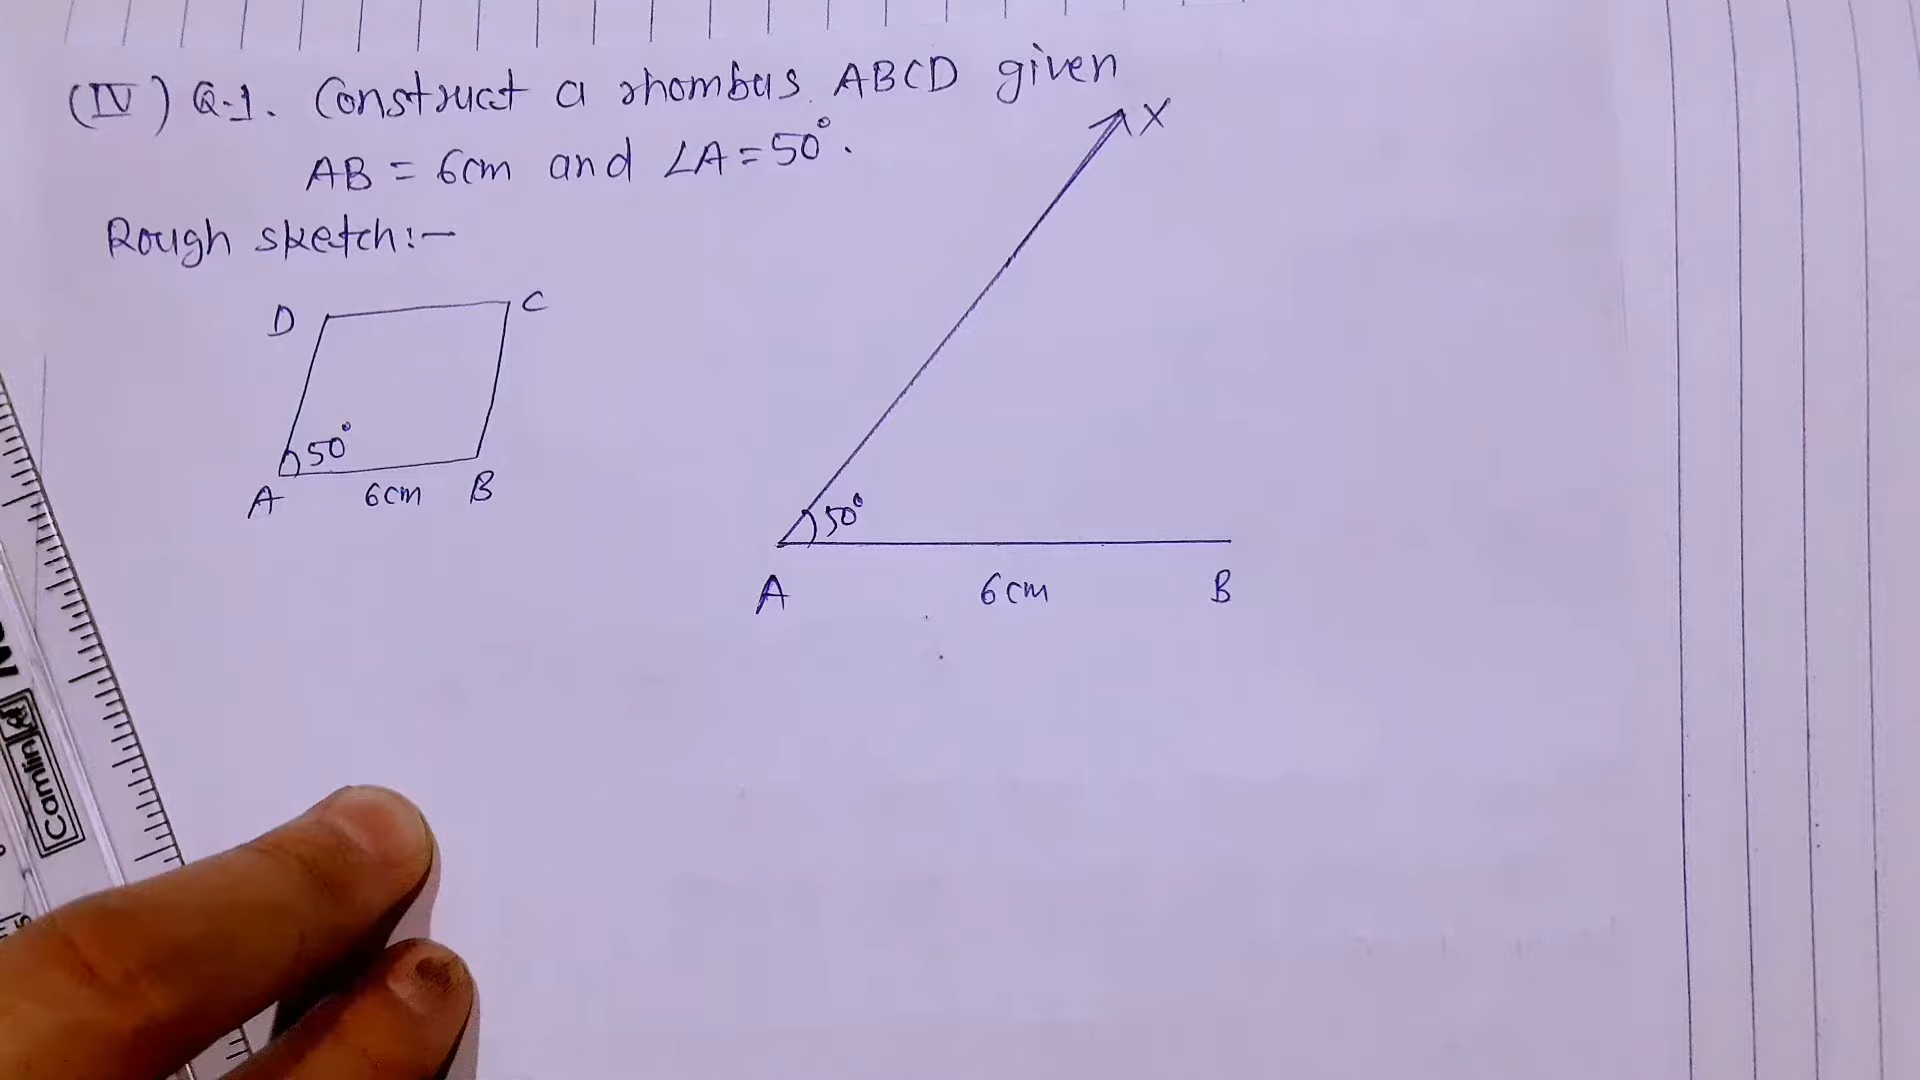 (IV) Q.1. Construct a rhombus ABCD given
AB = 6cm and ∠A = 50°.
Rough sketch:-
D C
50°
A 6cm B
X
50°
A 6cm B
Camlin